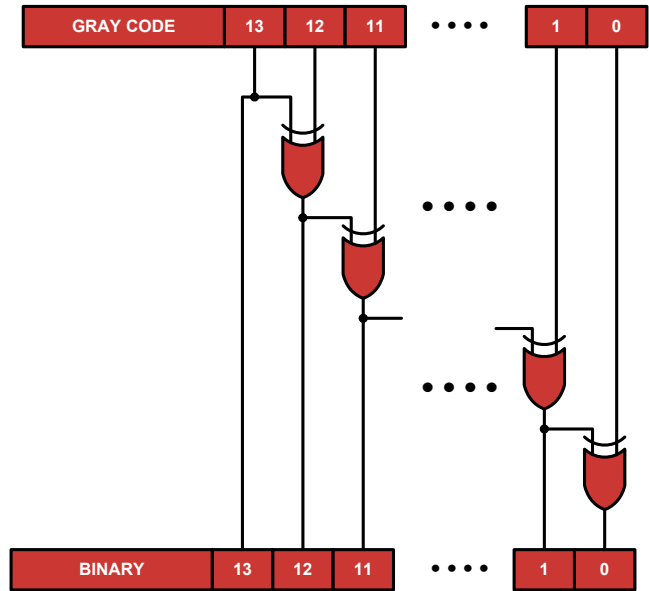 GRAY CODE 13 12 11 •••• 1 0
••••
••••
BINARY 13 12 11 •••• 1 0